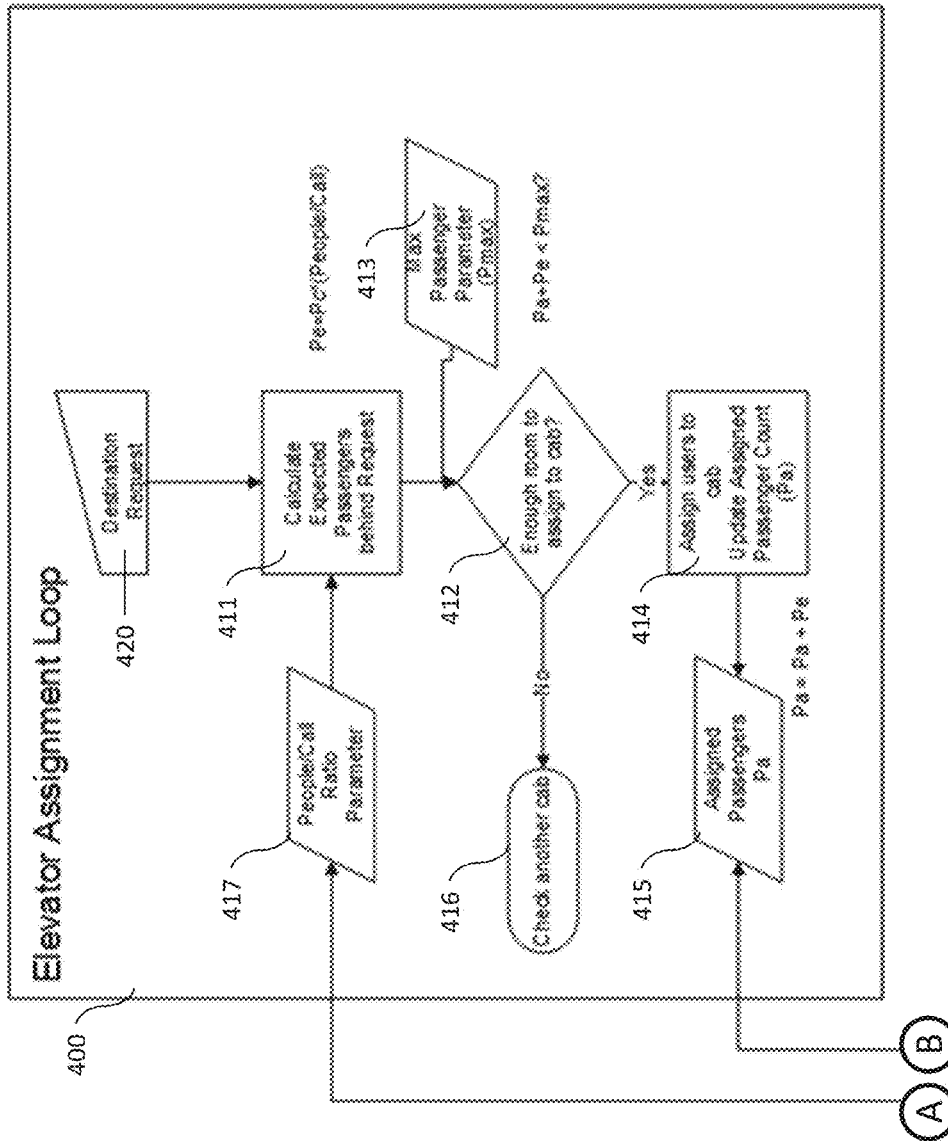 Elevator Assignment Loop
400
420
Destination
Request
417
People/Call
Ratio
Parameter
411
Calculate
Expected
Passengers
behind Request
Pe=Pc*(People/Call)
413
Max
Passenger
Parameter
(Pmax)
416
Check another cab
No
412
Enough room to
assign to cab?
Pa+Pe < Pmax?
Yes
415
Assigned
Passengers
Pa
414
Assign users to
cab
Update Assigned
Passenger Count
(Pa)
Pa = Pa + Pe
A
B